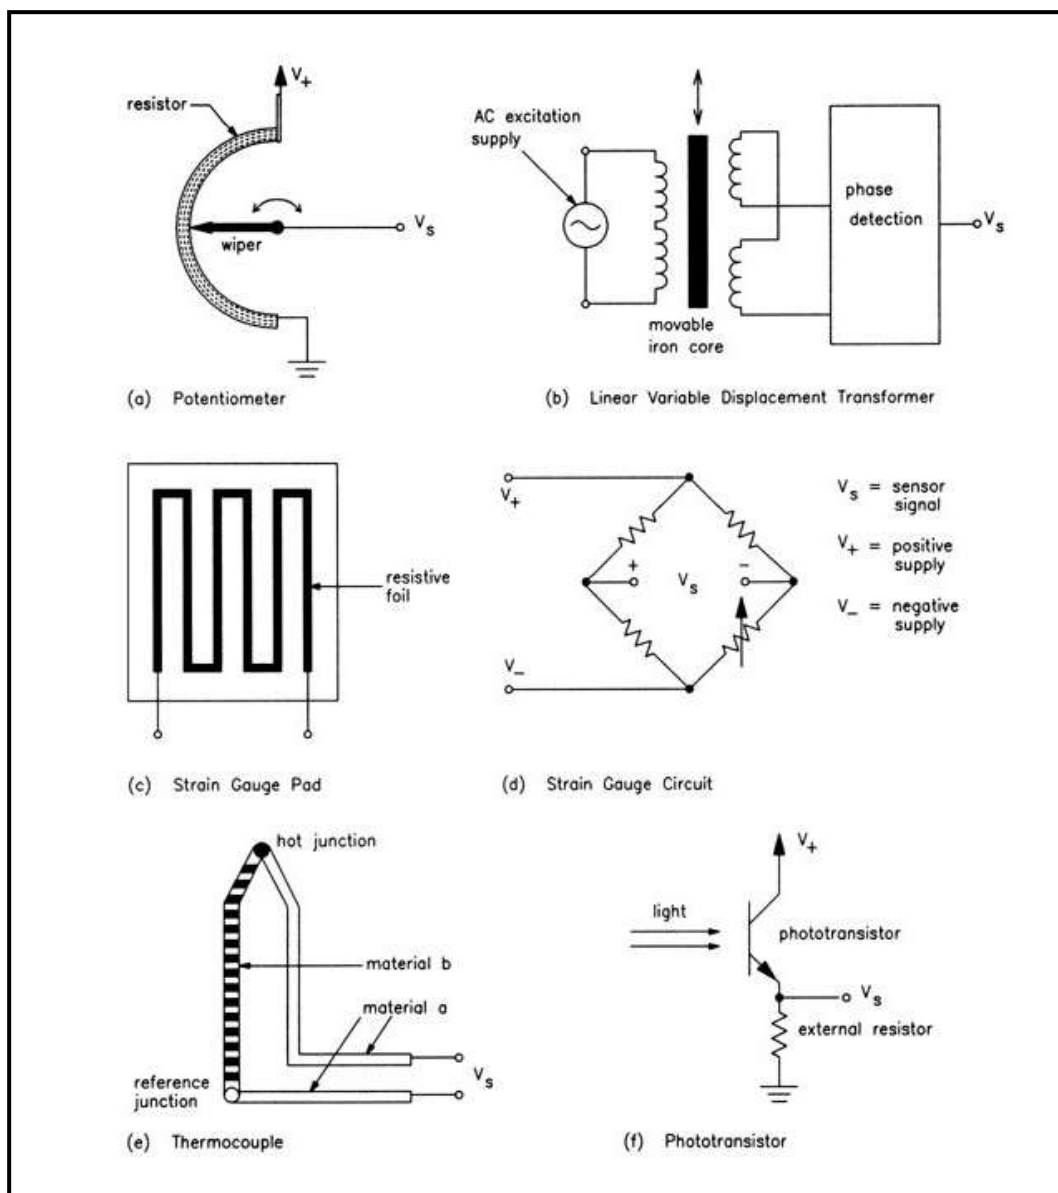 V+
resistor
wiper
Vs
(a) Potentiometer
AC excitation
supply
movable
iron core
phase
detection
Vs
(b) Linear Variable Displacement Transformer
resistive
foil
(c) Strain Gauge Pad
V+
+
Vs
−
V−
Vs = sensor
signal
V+ = positive
supply
V− = negative
supply
(d) Strain Gauge Circuit
hot junction
material b
material a
Vs
reference
junction
(e) Thermocouple
V+
light
phototransistor
Vs
external resistor
(f) Phototransistor